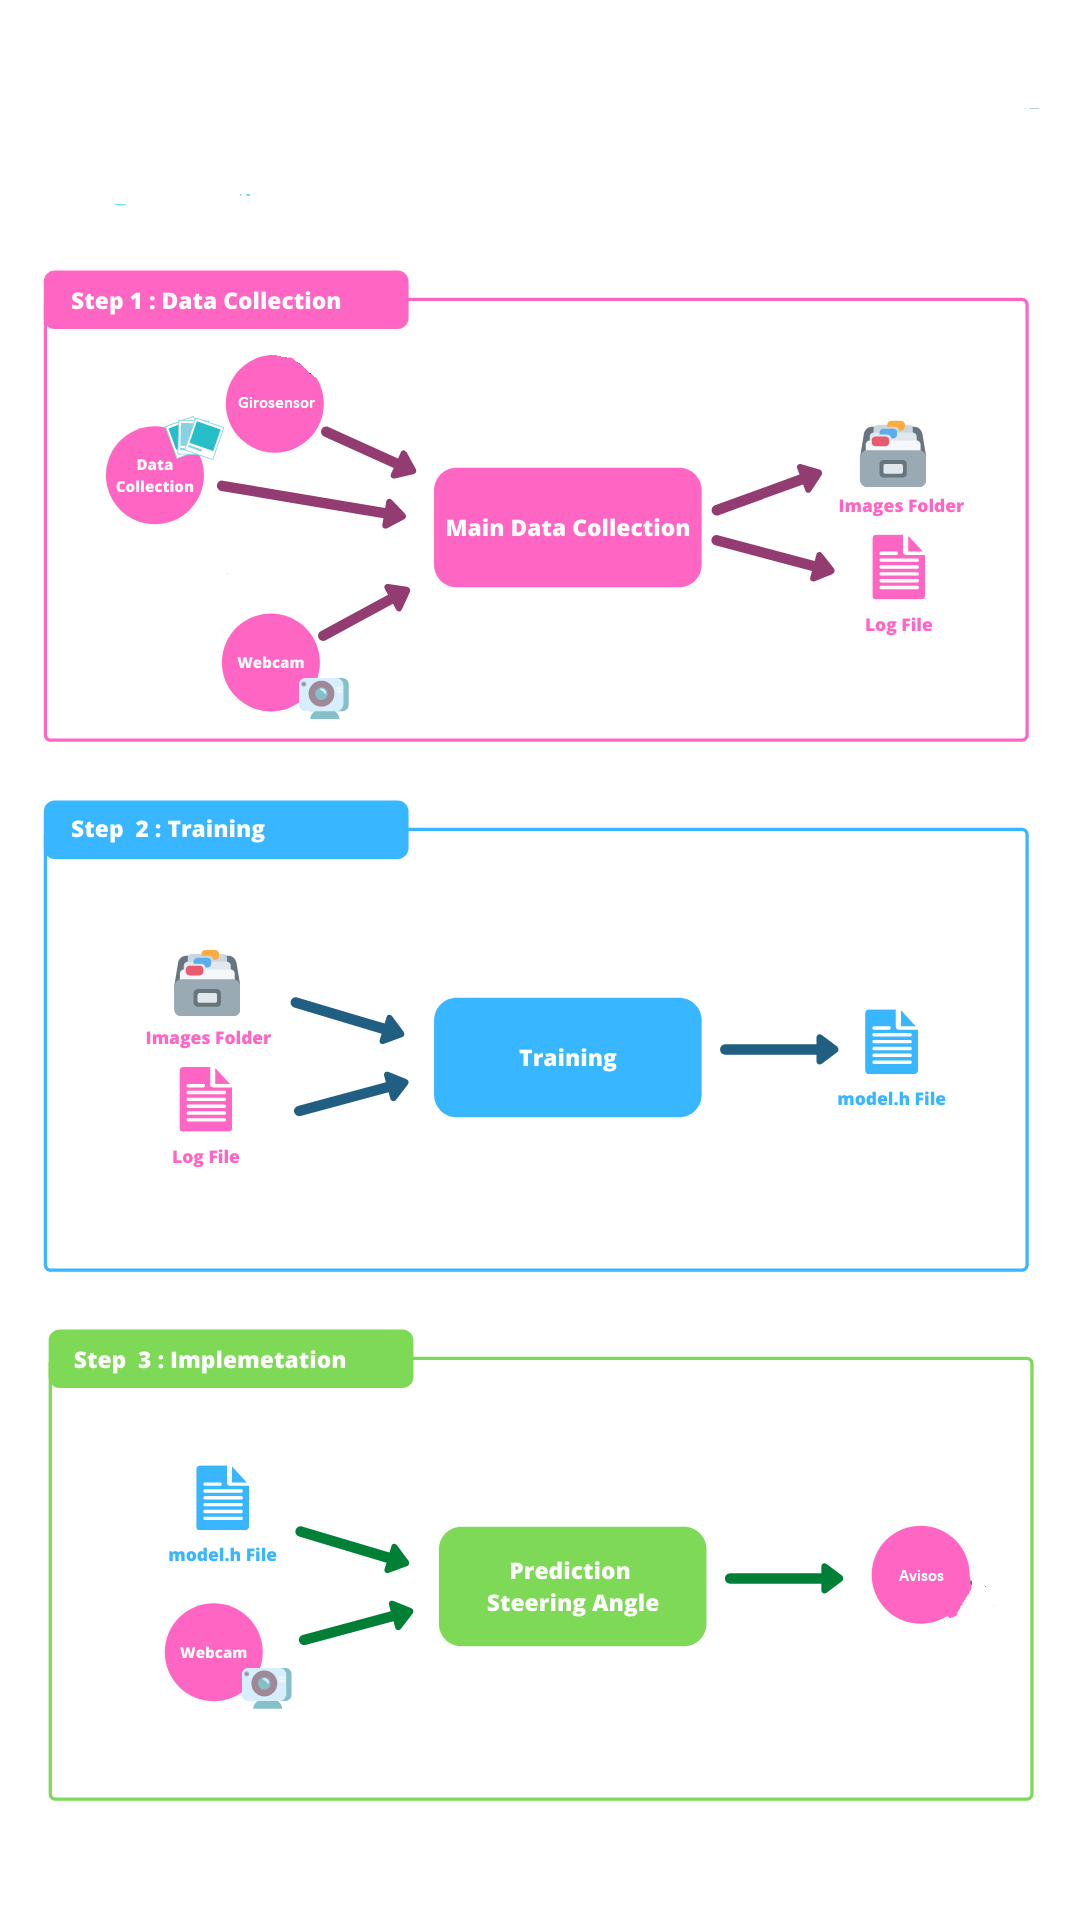 Step 1 : Data Collection
Girosensor
Data
Collection
Main Data Collection
Images Folder
Log File
Webcam
Step 2 : Training
Images Folder
Log File
Training
model.h File
Step 3 : Implemetation
model.h File
Webcam
Prediction
Steering Angle
Avisos